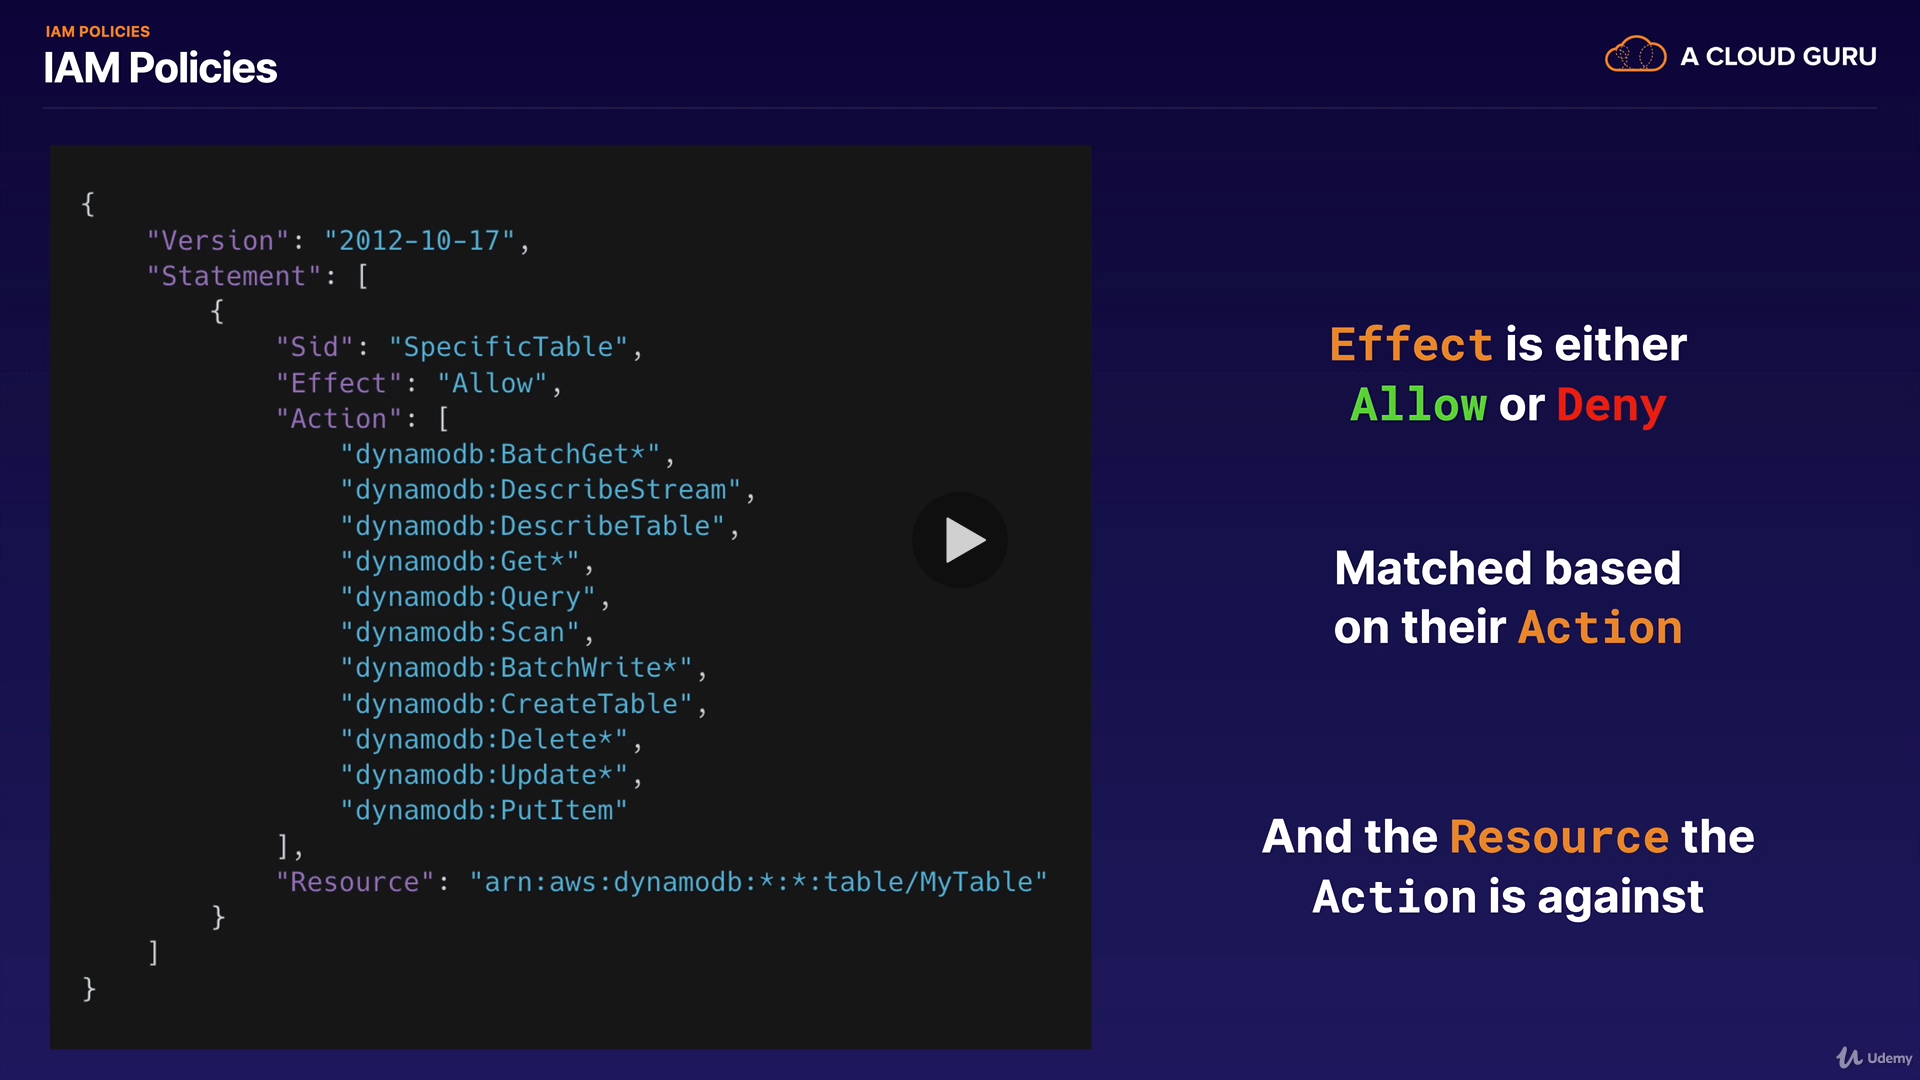 IAM POLICIES
IAM Policies
A CLOUD GURU
{
"Version": "2012-10-17",
"Statement": [
{
"Sid": "SpecificTable",
"Effect": "Allow",
"Action": [
"dynamodb:BatchGet*",
"dynamodb:DescribeStream",
"dynamodb:DescribeTable",
"dynamodb:Get*",
"dynamodb:Query",
"dynamodb:Scan",
"dynamodb:BatchWrite*",
"dynamodb:CreateTable",
"dynamodb:Delete*",
"dynamodb:Update*",
"dynamodb:PutItem"
],
"Resource": "arn:aws:dynamodb:*:*:table/MyTable"
}
]
}
Effect is either
Allow or Deny
Matched based
on their Action
And the Resource the
Action is against
Udemy